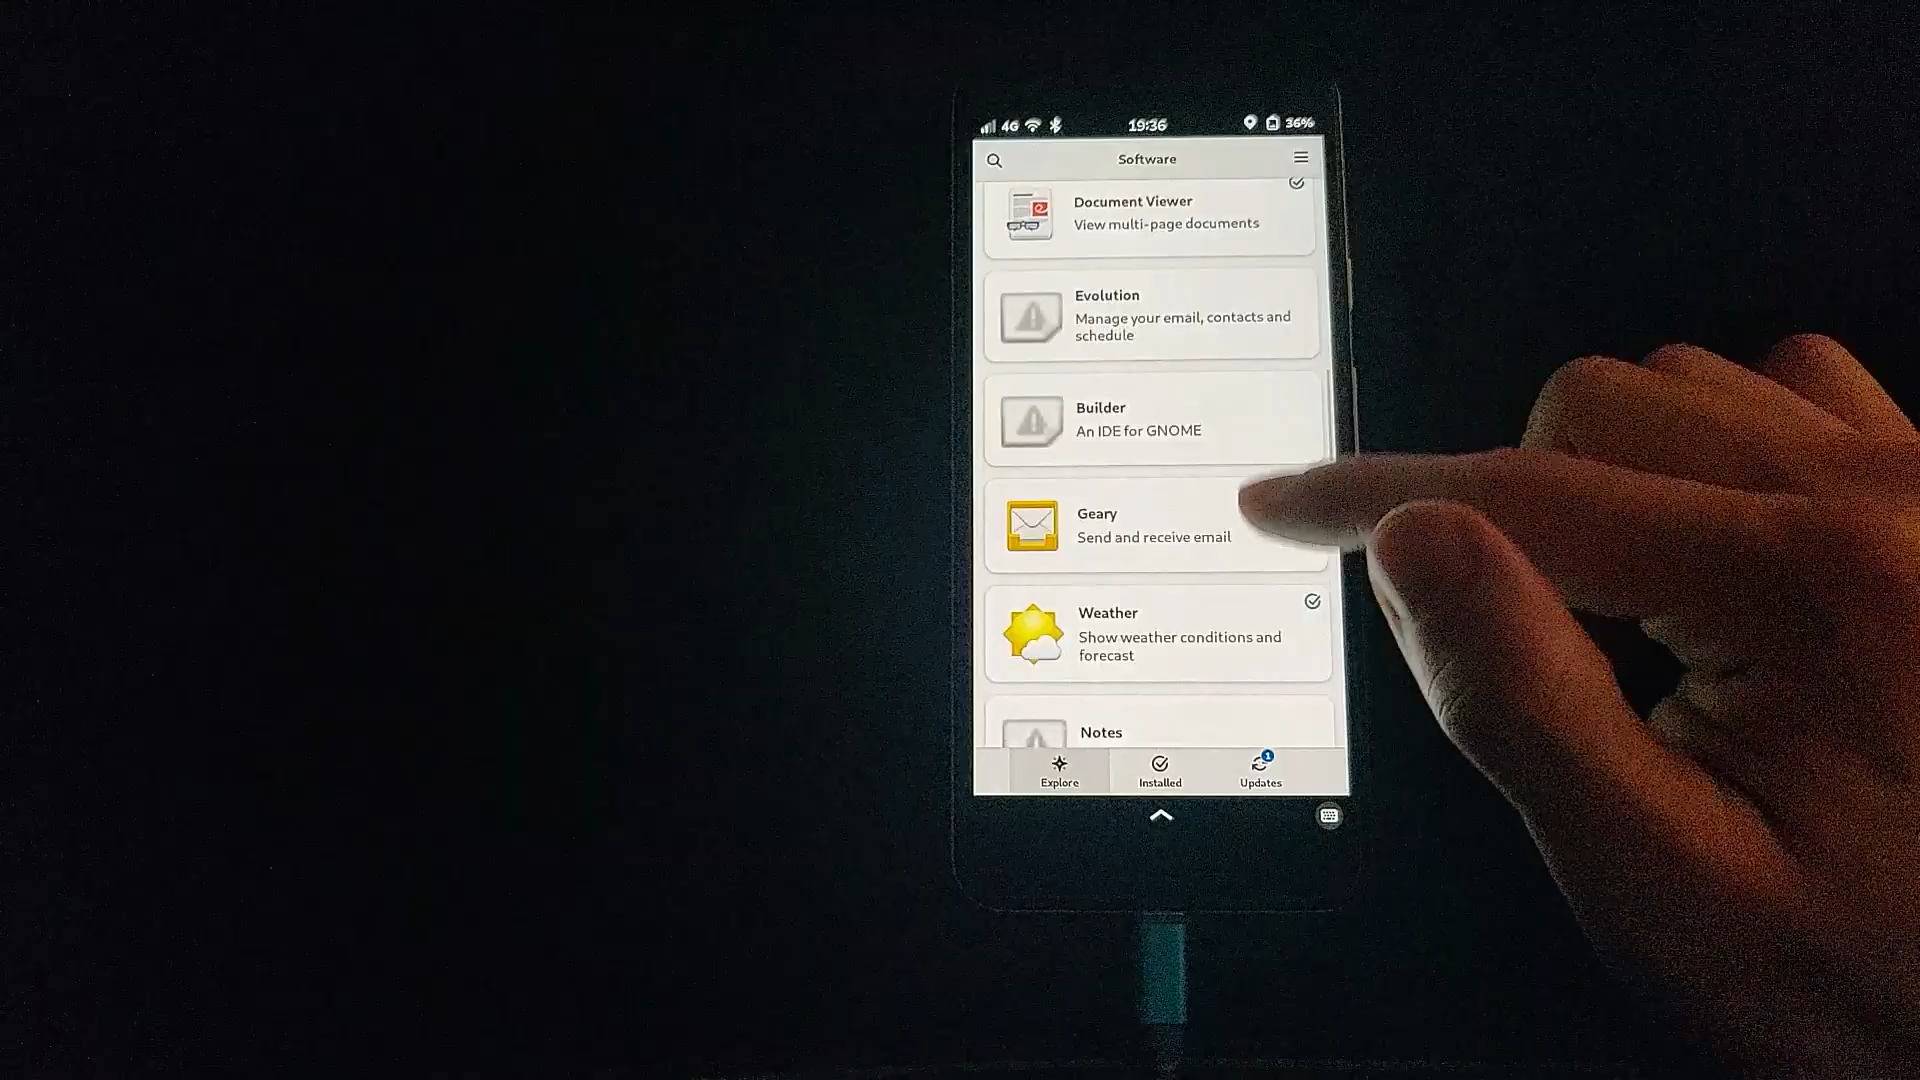 4G 19:36 36%
Software
Document Viewer
View multi-page documents
Evolution
Manage your email, contacts and
schedule
Builder
An IDE for GNOME
Geary
Send and receive email
Weather
Show weather conditions and
forecast
Notes
1
Explore Installed Updates